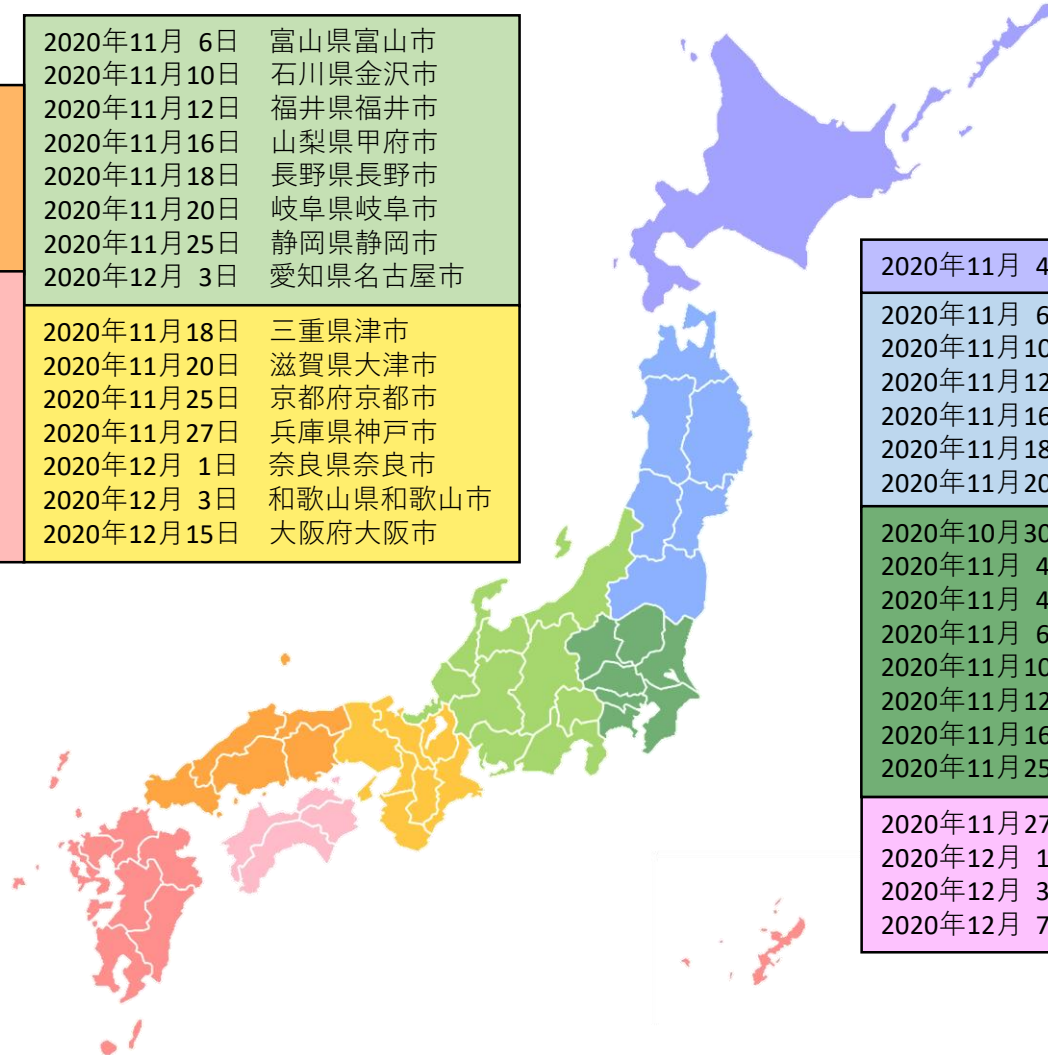 2020年11月 6日 富山県富山市
2020年11月10日 石川県金沢市
2020年11月12日 福井県福井市
2020年11月16日 山梨県甲府市
2020年11月18日 長野県長野市
2020年11月20日 岐阜県岐阜市
2020年11月25日 静岡県静岡市
2020年12月 3日 愛知県名古屋市
2020年11月18日 三重県津市
2020年11月20日 滋賀県大津市
2020年11月25日 京都府京都市
2020年11月27日 兵庫県神戸市
2020年12月 1日 奈良県奈良市
2020年12月 3日 和歌山県和歌山市
2020年12月15日 大阪府大阪市
2020年11月 4
2020年11月 6
2020年11月10
2020年11月12
2020年11月16
2020年11月18
2020年11月20
2020年10月30
2020年11月 4
2020年11月 4
2020年11月 6
2020年11月10
2020年11月12
2020年11月16
2020年11月25
2020年11月27
2020年12月 1
2020年12月 3
2020年12月 7